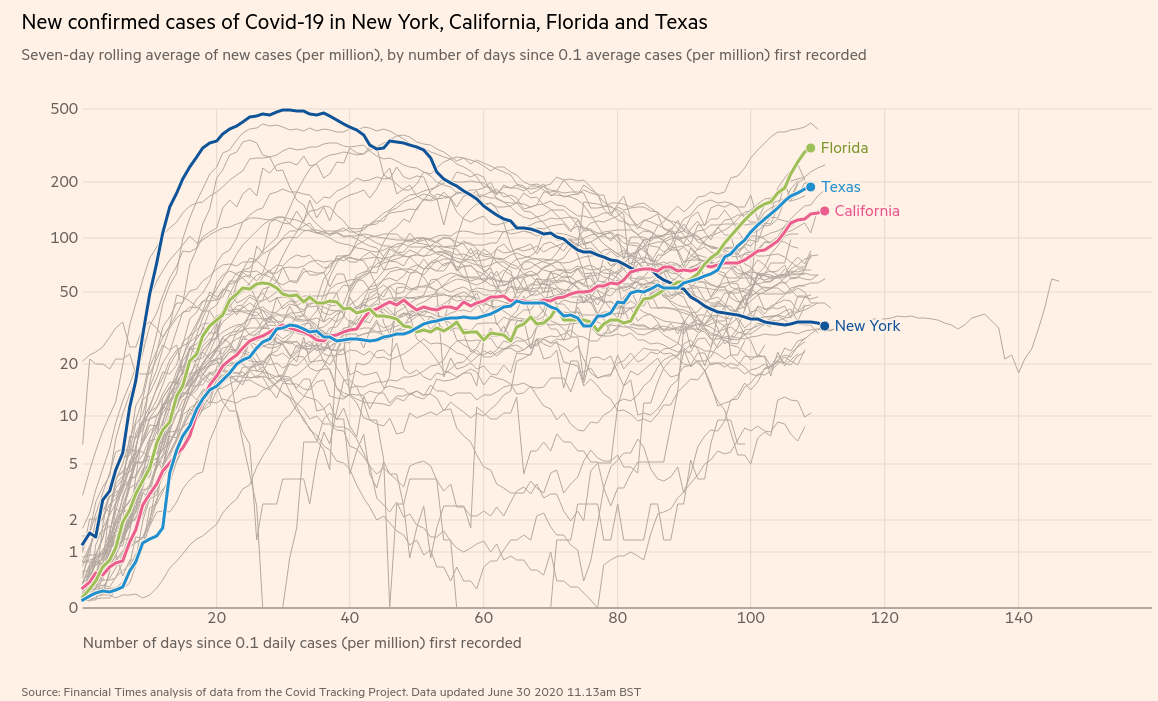 New confirmed cases of Covid-19 in New York, California, Florida and Texas
Seven-day rolling average of new cases (per million), by number of days since 0.1 average cases (per million) first recorded
500
Florida
200
Texas
California
100
50
New York
20
10
5
2
1
0
20 40 60 80 100 120 140
Number of days since 0.1 daily cases (per million) first recorded
Source: Financial Times analysis of data from the Covid Tracking Project. Data updated June 30 2020 11.13am BST